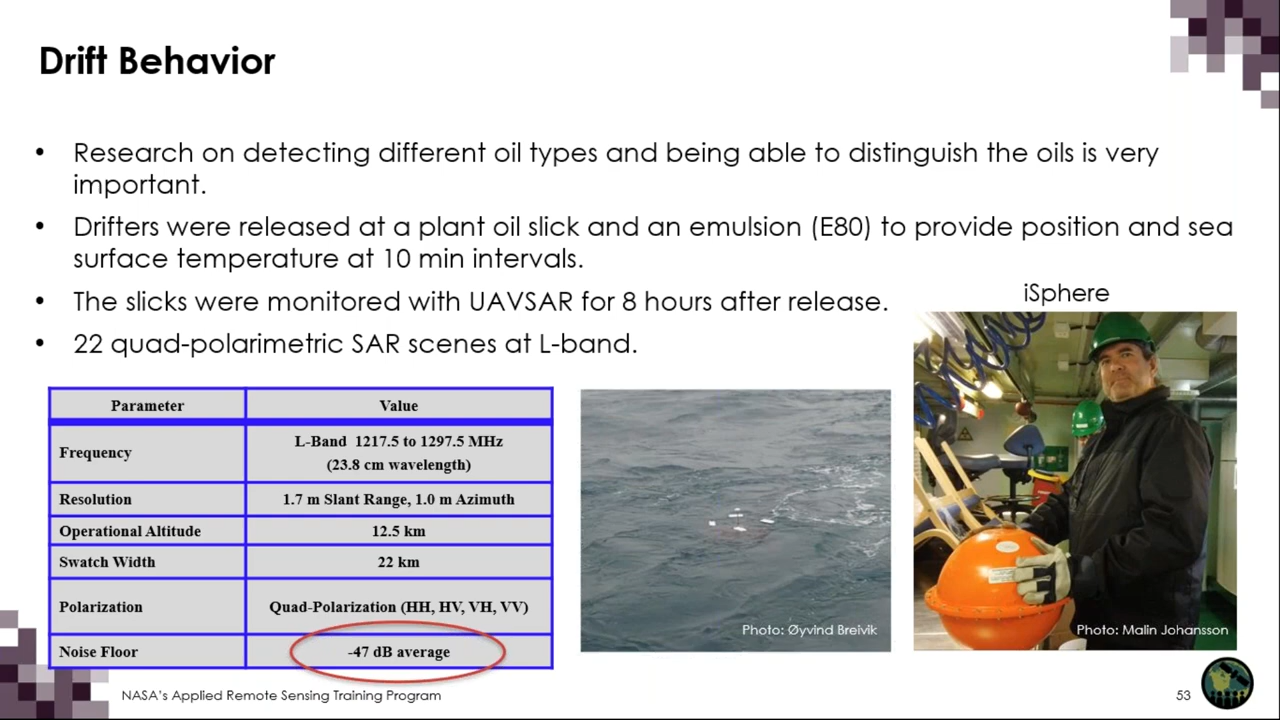 Drift Behavior
• Research on detecting different oil types and being able to distinguish the oils is very
important.
• Drifters were released at a plant oil slick and an emulsion (E80) to provide position and sea
surface temperature at 10 min intervals.
• The slicks were monitored with UAVSAR for 8 hours after release.
• 22 quad-polarimetric SAR scenes at L-band.
iSphere
Parameter Value
Frequency L-Band 1217.5 to 1297.5 MHz
(23.8 cm wavelength)
Resolution 1.7 m Slant Range, 1.0 m Azimuth
Operational Altitude 12.5 km
Swatch Width 22 km
Polarization Quad-Polarization (HH, HV, VH, VV)
Noise Floor -47 dB average
Photo: Øyvind Breivik
Photo: Malin Johansson
NASA's Applied Remote Sensing Training Program
53